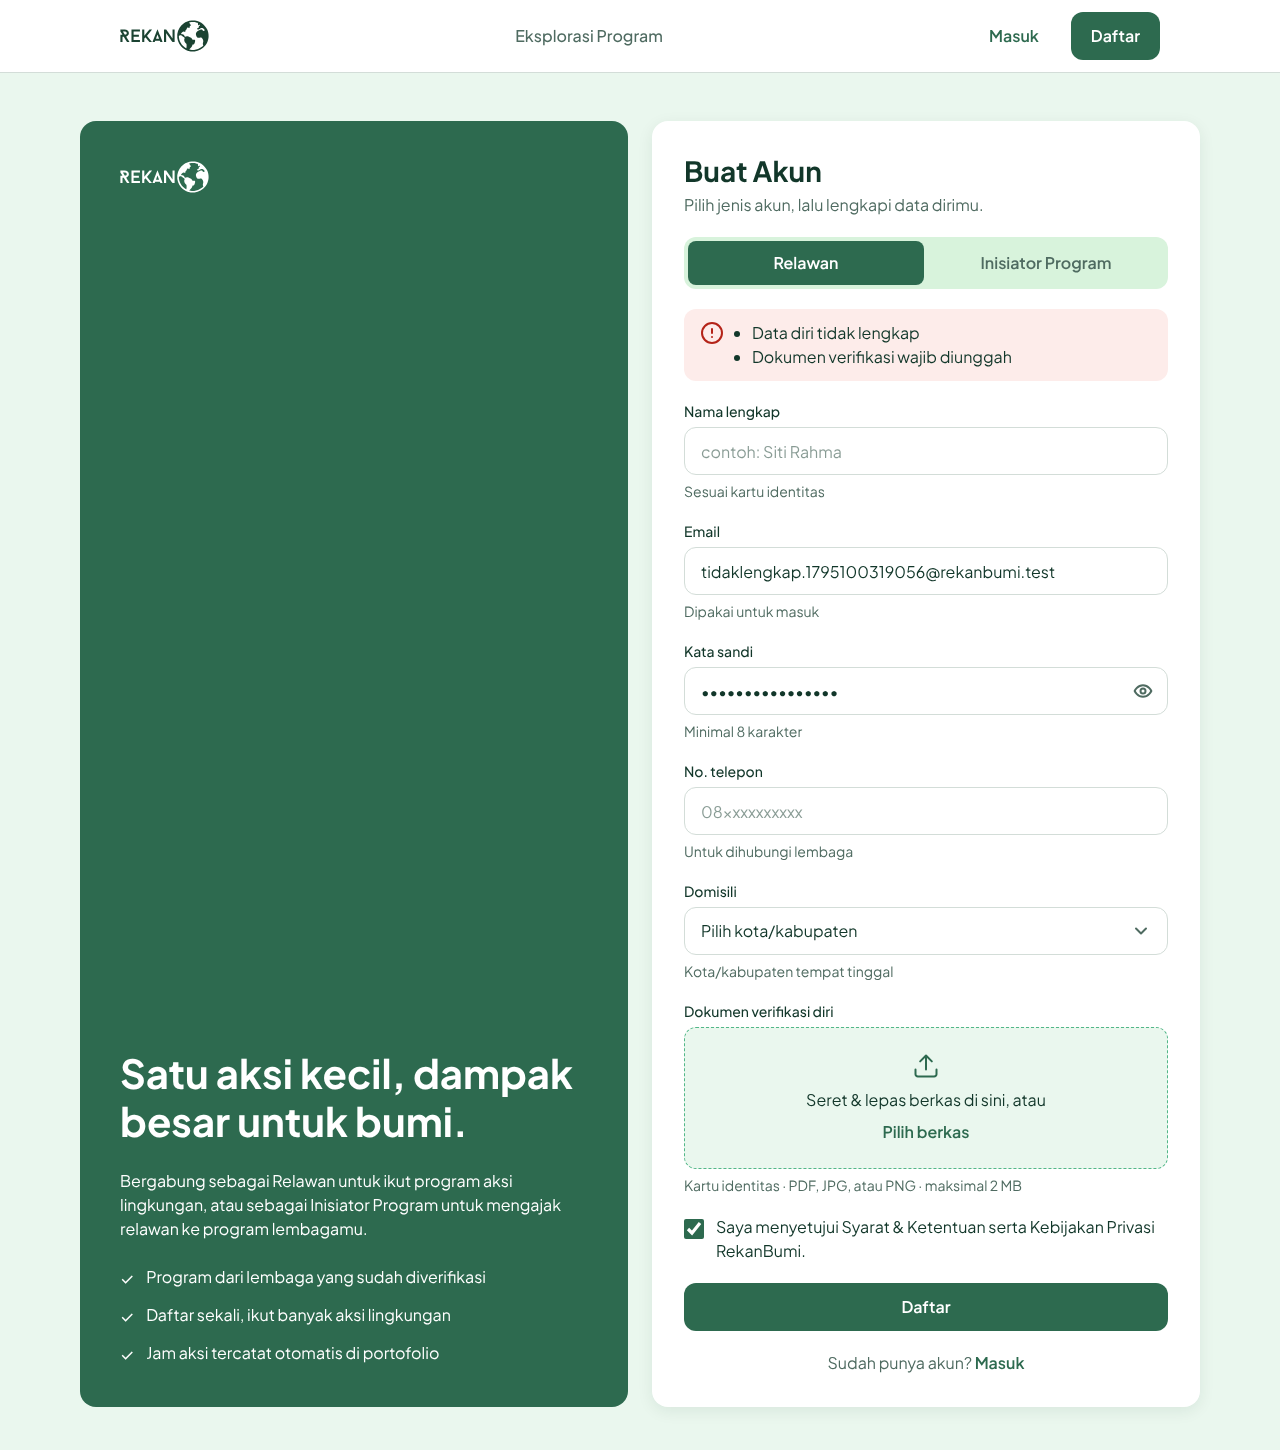 REKAN
Eksplorasi Program
Masuk
Daftar
REKAN
Satu aksi kecil, dampak
besar untuk bumi.
Bergabung sebagai Relawan untuk ikut program aksi
lingkungan, atau sebagai Inisiator Program untuk mengajak
relawan ke program lembagamu.
Program dari lembaga yang sudah diverifikasi
Daftar sekali, ikut banyak aksi lingkungan
Jam aksi tercatat otomatis di portofolio
Buat Akun
Pilih jenis akun, lalu lengkapi data dirimu.
Relawan
Inisiator Program
• Data diri tidak lengkap
• Dokumen verifikasi wajib diunggah
Nama lengkap
contoh: Siti Rahma
Sesuai kartu identitas
Email
tidaklengkap.1795100319056@rekanbumi.test
Dipakai untuk masuk
Kata sandi
••••••••••••••••
Minimal 8 karakter
No. telepon
08xxxxxxxxxx
Untuk dihubungi lembaga
Domisili
Pilih kota/kabupaten
Kota/kabupaten tempat tinggal
Dokumen verifikasi diri
Seret & lepas berkas di sini, atau
Pilih berkas
Kartu identitas · PDF, JPG, atau PNG · maksimal 2 MB
Saya menyetujui Syarat & Ketentuan serta Kebijakan Privasi
RekanBumi.
Daftar
Sudah punya akun? Masuk